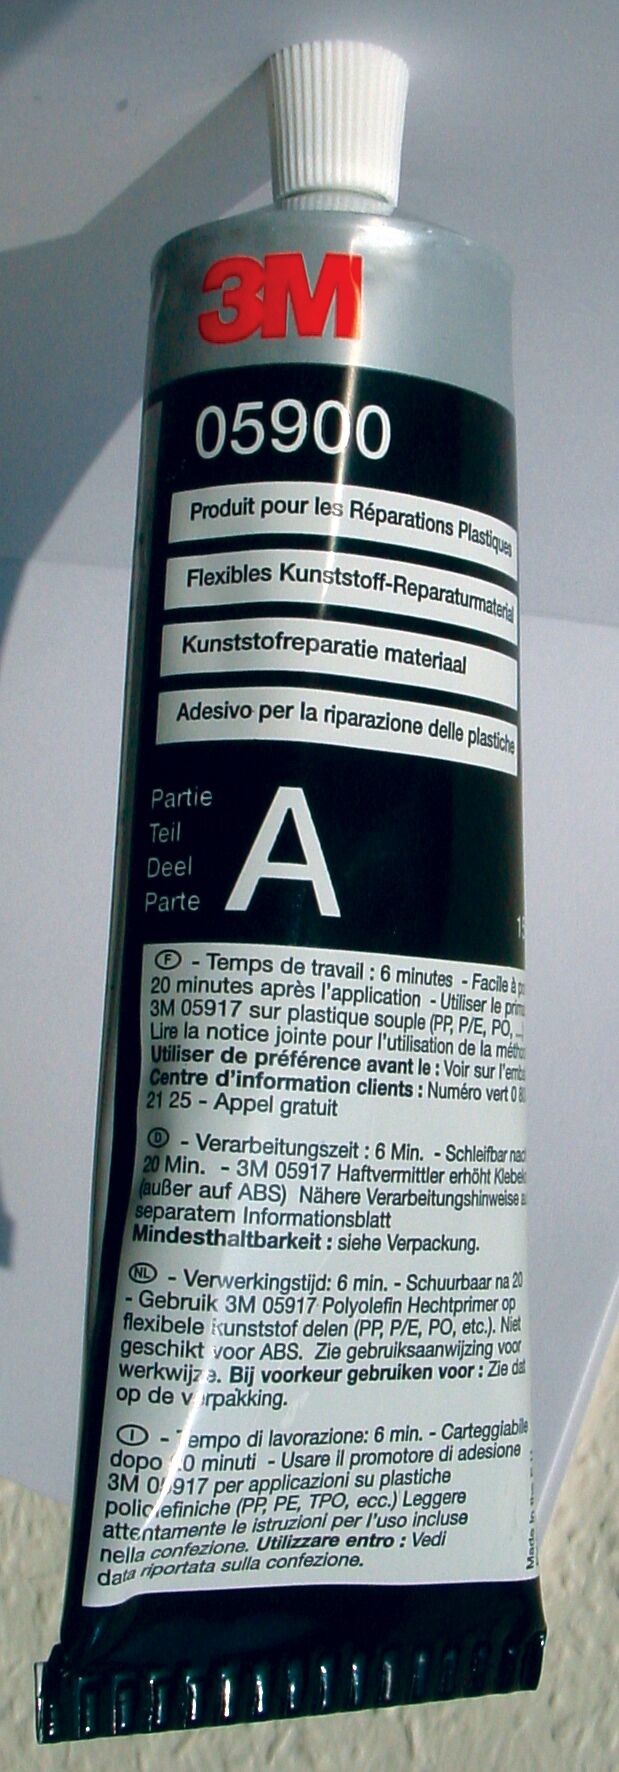 3M
05900
Produit pour les Réparations Plastiques
Flexibles Kunststoff-Reparaturmaterial
Kunststofreparatie materiaal
Adesivo per la riparazione delle plastiche
Partie
Teil
Deel
Parte
A
F - Temps de travail : 6 minutes - Facile à
20 minutes après l'application - Utiliser le
3M 05917 sur plastique souple (PP, P/E, PO, ...)
Lire la notice jointe pour l'utilisation de la
Utiliser de préférence avant le : Voir sur
Centre d'information clients : Numéro vert 0
21 25 - Appel gratuit
D - Verarbeitungszeit : 6 Min. - Schleifbar
20 Min. - 3M 05917 Haftvermittler erhöht
(außer auf ABS) Nähere Verarbeitungshinweise
separatem Informationsblatt
Mindesthaltbarkeit : siehe Verpackung.
NL - Verwerkingstijd: 6 min. - Schuurbaar na 20
- Gebruik 3M 05917 Polyolefin Hechtprimer op
flexibele kunststof delen (PP, P/E, PO, etc.). Niet
geschikt voor ABS. Zie gebruiksaanwijzing voor
werkwijze. Bij voorkeur gebruiken voor : Zie
op de verpakking.
I - Tempo di lavorazione: 6 min. - Carteggiabile
dopo 20 minuti - Usare il promotore di adesione
3M 05917 per applicazioni su plastiche
poliolefiniche (PP, PE, TPO, ecc.) Leggere
attentamente le istruzioni per l'uso incluse
nella confezione. Utilizzare entro : Vedi
data riportata sulla confezione.
Made in the